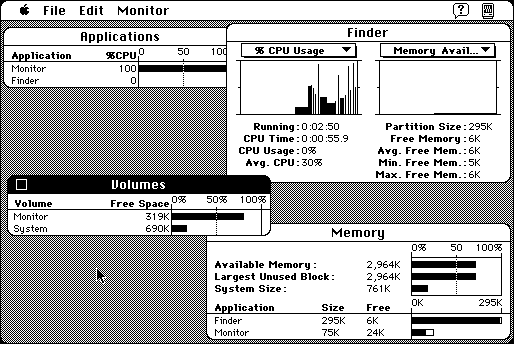 File Edit Monitor
Applications
Application %CPU 0 50 100
Monitor 100
Finder 0
Finder
% CPU Usage
Memory Avail...
Running: 0:02:50
CPU Time: 0:00:55.9
CPU Usage: 0%
Avg. CPU: 30%
Partition Size: 295K
Free Memory: 6K
Avg. Free Mem.: 6K
Min. Free Mem.: 5K
Max. Free Mem.: 6K
Volumes
Volume Free Space 0% 50% 100%
Monitor 319K
System 690K
Memory
0% 50 100%
Available Memory: 2,964K
Largest Unused Block: 2,964K
System Size: 761K
Application Size Free 0K 295K
Finder 295K 6K
Monitor 75K 24K